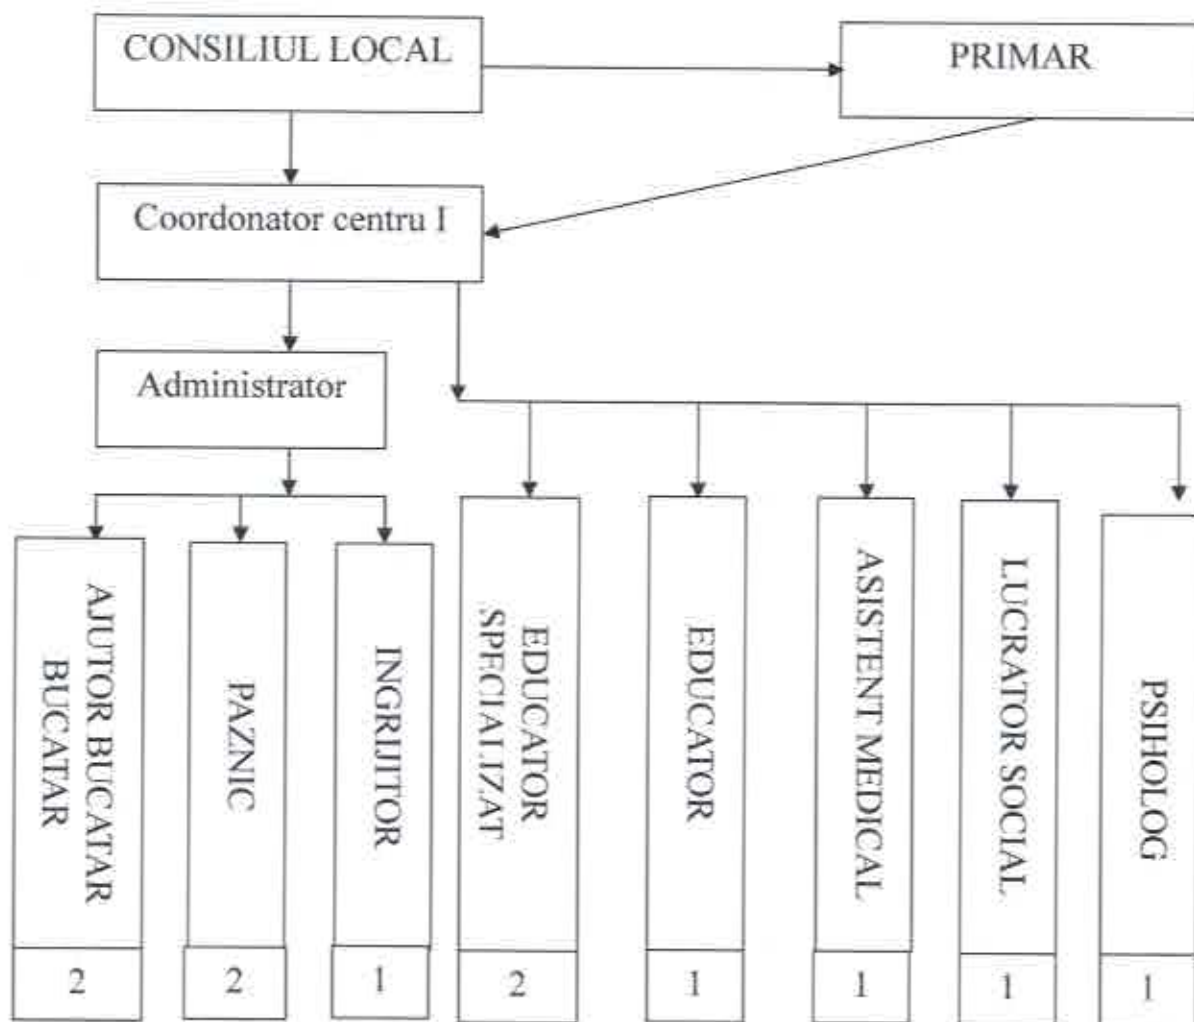 CONSILIUL LOCAL
PRIMAR
Coordonator centru I
Administrator
AJUTOR BUCATAR
BUCATAR
PAZNIC
INGRIJITOR
EDUCATOR
SPECIALIZAT
EDUCATOR
ASISTENT MEDICAL
LUCRATOR SOCIAL
PSIHOLOG
2
2
1
2
1
1
1
1